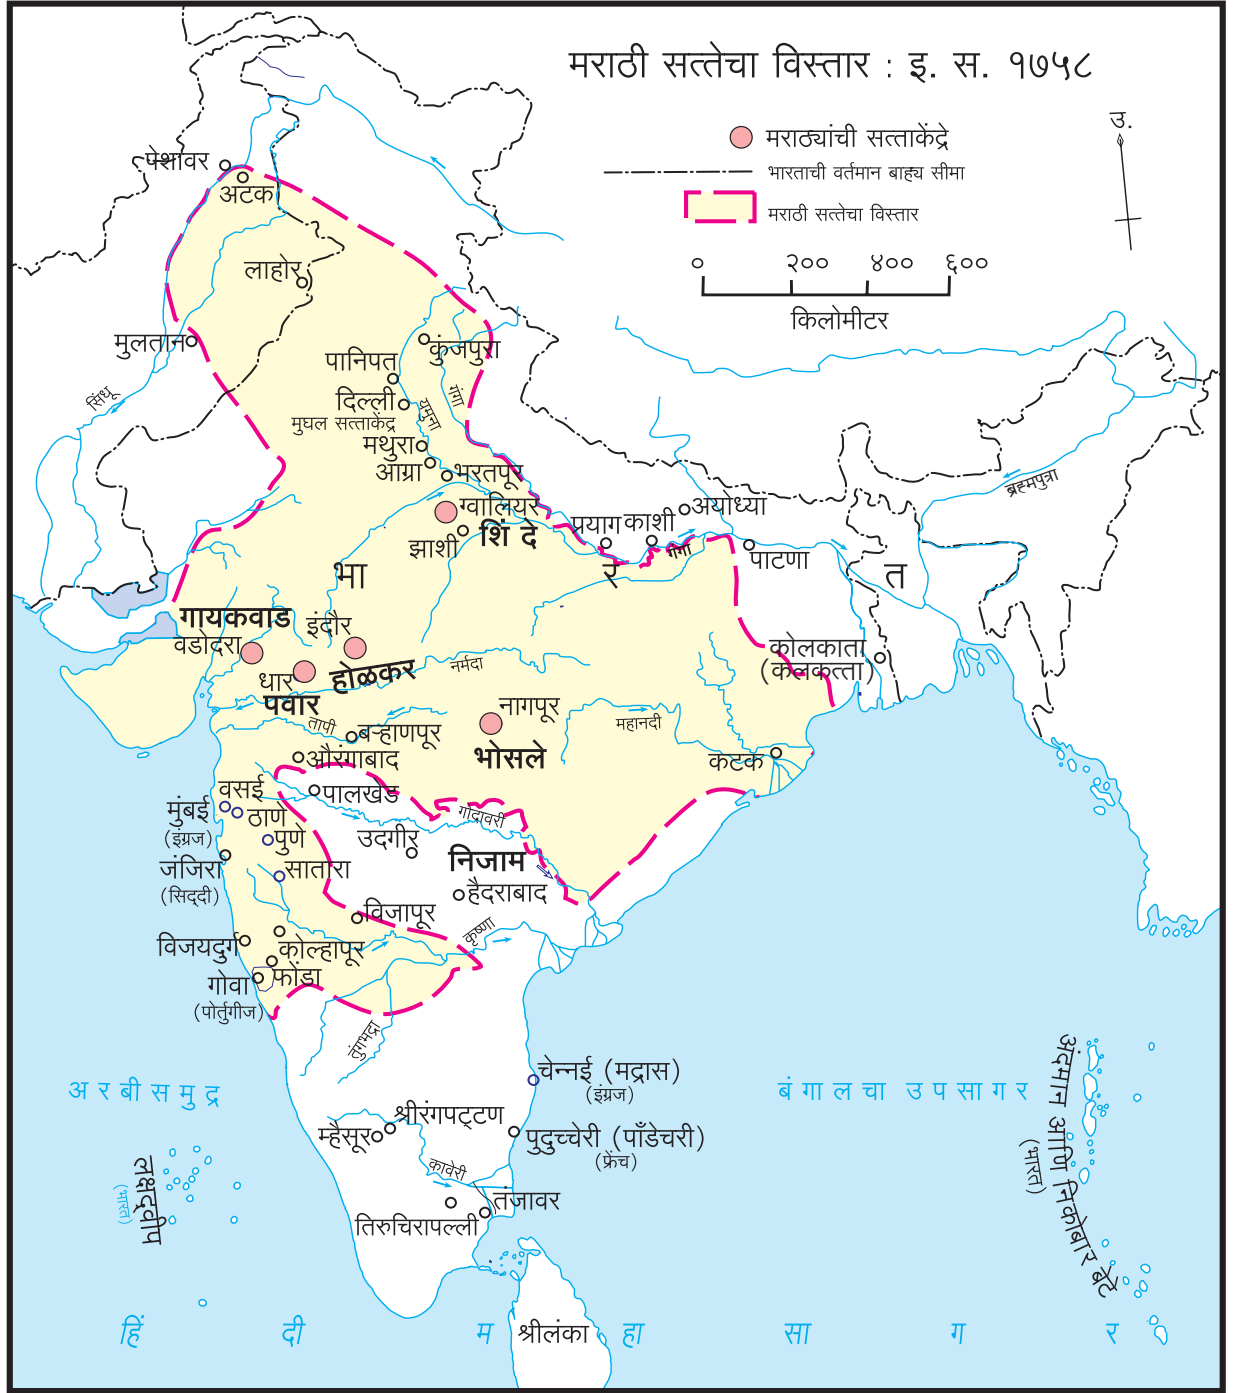 मराठी सत्तेचा विस्तार : इ. स. १७५८
मराठ्यांची सत्ताकेंद्रे
भारताची वर्तमान बाह्य सीमा
मराठी सत्तेचा विस्तार
उ.
० २०० ४०० ६००
किलोमीटर
पेशावर
अटक
लाहोर
मुलतान
सिंधू
कुंजपुरा
पानिपत
दिल्ली
मुघल सत्ताकेंद्र
यमुना
गंगा
मथुरा
आग्रा
भरतपूर
ग्वालियर
शिं दे
झाशी
प्रयाग
काशी
अयोध्या
गंगा
पाटणा
ब्रह्मपुत्रा
भा
र
त
गायकवाड
वडोदरा
इंदौर
होळकर
धार
पवार
नर्मदा
तापी
बऱ्हाणपूर
औरंगाबाद
नागपूर
भोसले
महानदी
कटक
कोलकाता
(कलकत्ता)
वसई
मुंबई
(इंग्रज)
ठाणे
पुणे
पालखेड
गोदावरी
उदगीर
निजाम
हैदराबाद
जंजिरा
(सिद्दी)
सातारा
विजापूर
कृष्णा
विजयदुर्ग
कोल्हापूर
गोवा
(पोर्तुगीज)
फोंडा
तुंगभद्रा
चेन्नई (मद्रास)
(इंग्रज)
श्रीरंगपट्टण
म्हैसूर
पुदुच्चेरी (पाँडेचरी)
(फ्रेंच)
कावेरी
तंजावर
तिरुचिरापल्ली
अरबी समुद्र
बंगालचा उपसागर
लक्षद्वीप
(भारत)
अंदमान आणि निकोबार बेटे
(भारत)
श्रीलंका
हिं दी म हा सा ग र